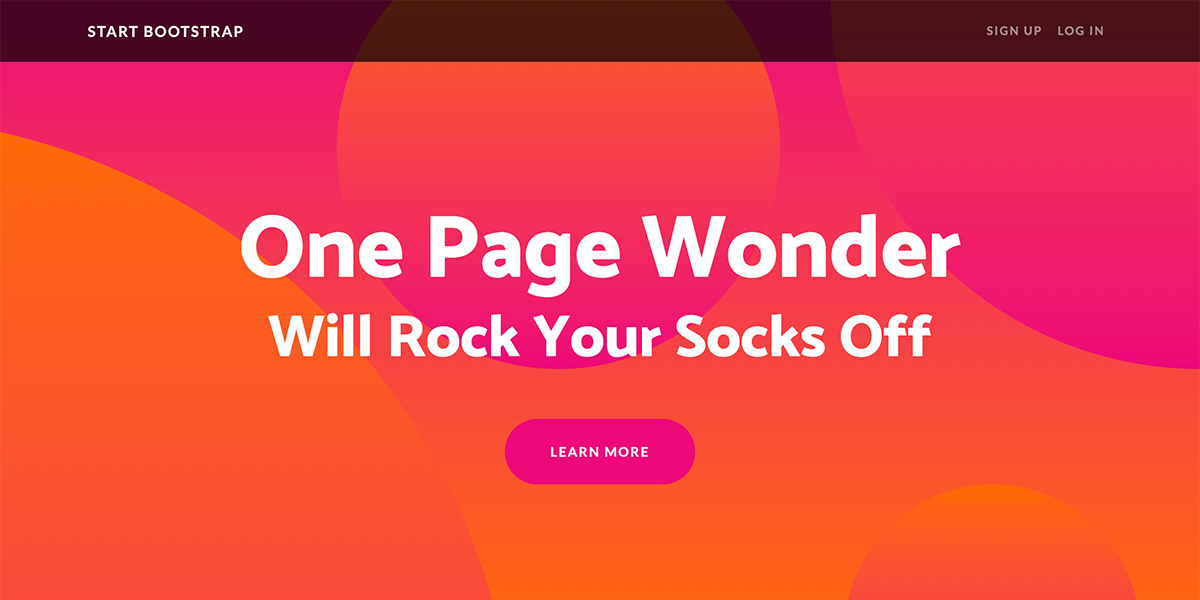 START BOOTSTRAP
SIGN UP LOG IN
One Page Wonder
Will Rock Your Socks Off
LEARN MORE